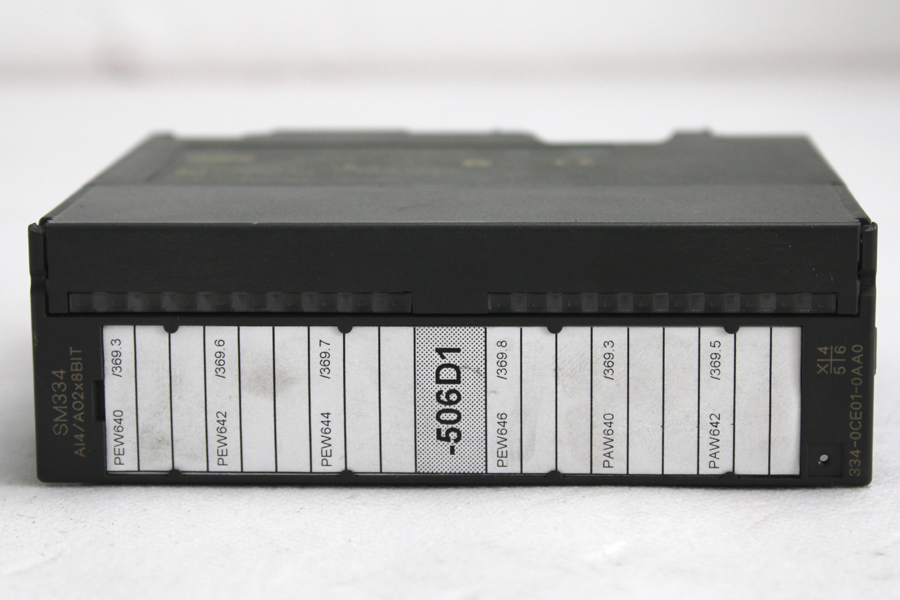 SM334
AI4/AO2x8BIT
PEW640 /369.3
PEW642 /369.6
PEW644 /369.7
-506D1
PEW646 /369.8
PAW640 /369.3
PAW642 /369.5
X 4
5 6
334-0CE01-0AA0